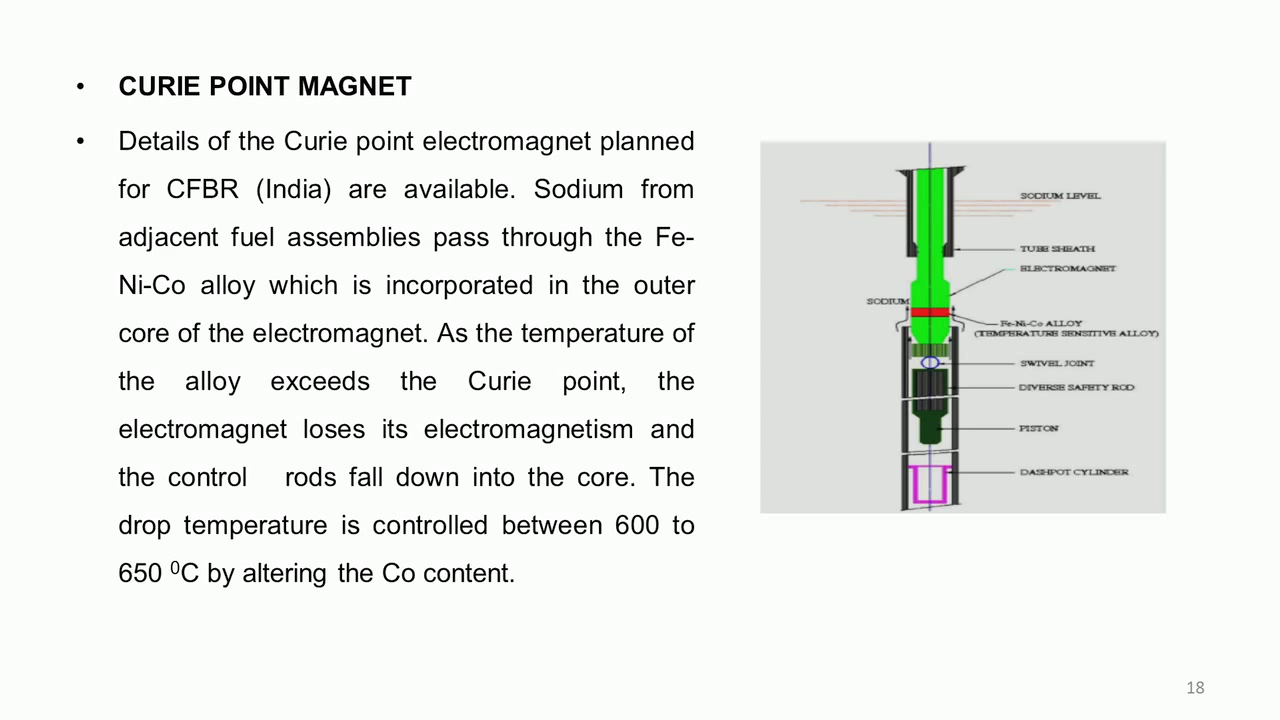 • CURIE POINT MAGNET
• Details of the Curie point electromagnet planned
for CFBR (India) are available. Sodium from
adjacent fuel assemblies pass through the Fe-
Ni-Co alloy which is incorporated in the outer
core of the electromagnet. As the temperature of
the alloy exceeds the Curie point, the
electromagnet loses its electromagnetism and
the control rods fall down into the core. The
drop temperature is controlled between 600 to
650 ⁰C by altering the Co content.
SODIUM LEVEL
TUBE SHEATH
ELECTROMAGNET
SODIUM
Fe-Ni-Co ALLOY
(TEMPERATURE SENSITIVE ALLOY)
SWIVEL JOINT
DIVERSE SAFETY ROD
PISTON
DASHPOT CYLINDER
18